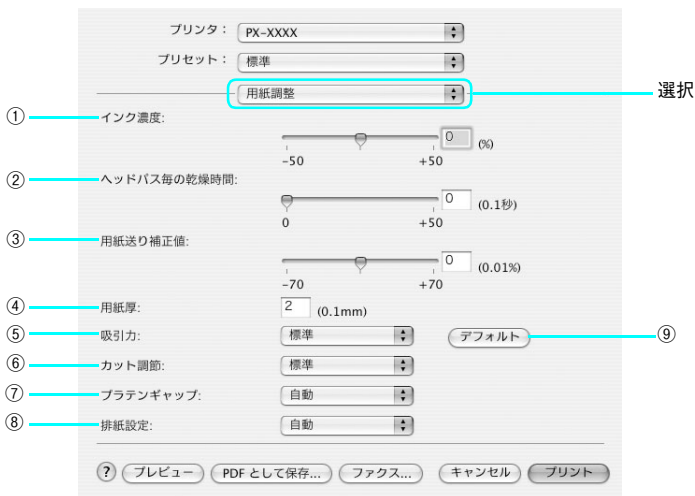 プリンタ： PX-XXXX
プリセット： 標準
用紙調整 選択
① インク濃度:
0 (%)
-50 +50
② ヘッドパス毎の乾燥時間:
0 (0.1秒)
0 +50
③ 用紙送り補正値:
0 (0.01%)
-70 +70
④ 用紙厚: 2 (0.1mm)
⑤ 吸引力: 標準 デフォルト ⑨
⑥ カット調節: 標準
⑦ プラテンギャップ: 自動
⑧ 排紙設定: 自動
? プレビュー PDF として保存... ファクス... キャンセル プリント